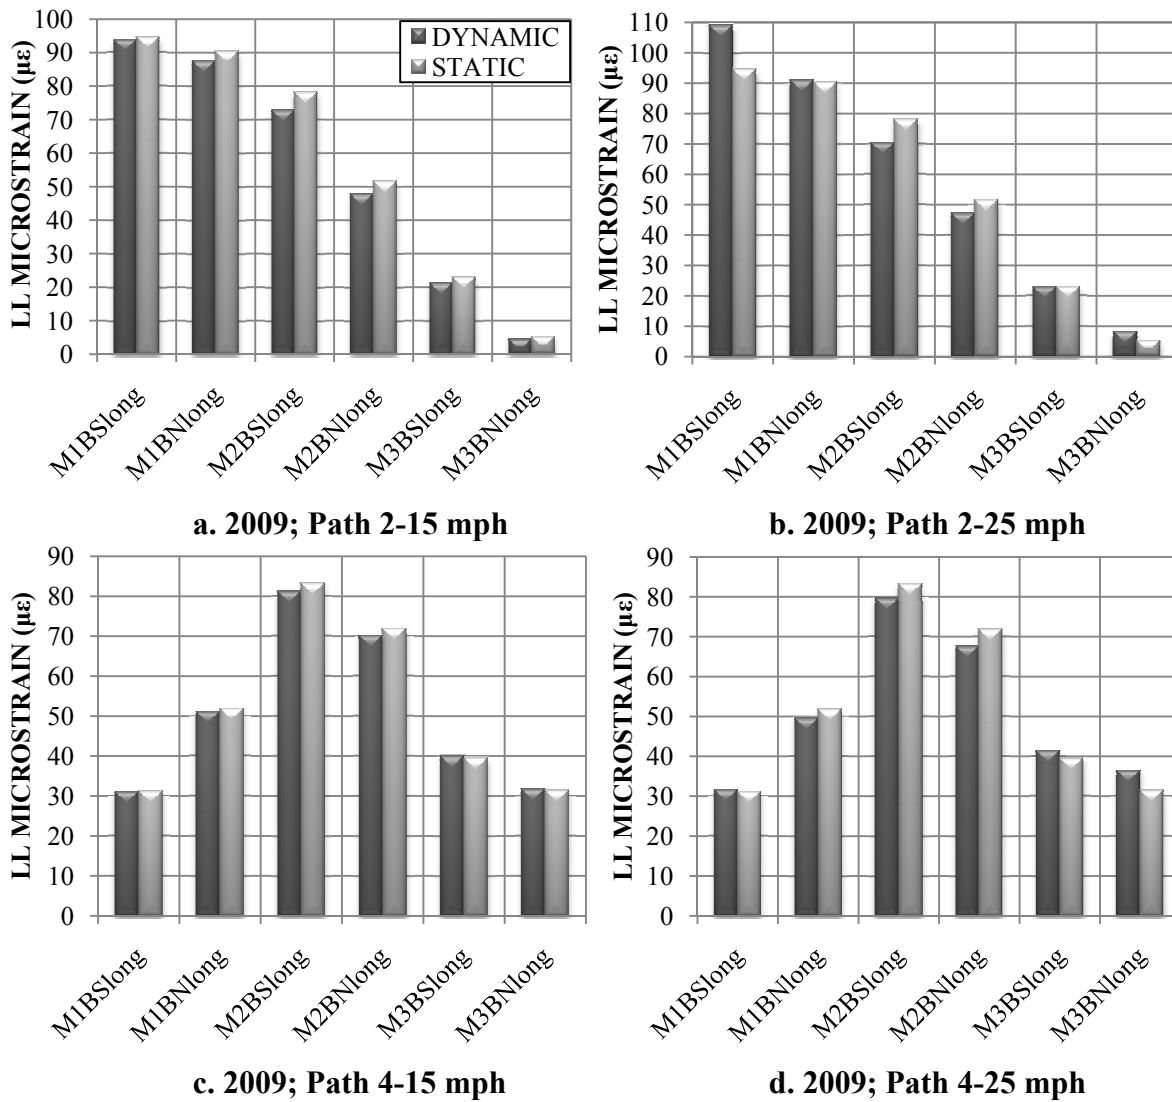 LL MICROSTRAIN (µε)
100
90
80
70
60
50
40
30
20
10
0
DYNAMIC
STATIC
M1BSlong
M1BNlong
M2BSlong
M2BNlong
M3BSlong
M3BNlong
a. 2009; Path 2-15 mph
LL MICROSTRAIN (µε)
110
100
90
80
70
60
50
40
30
20
10
0
M1BSlong
M1BNlong
M2BSlong
M2BNlong
M3BSlong
M3BNlong
b. 2009; Path 2-25 mph
LL MICROSTRAIN (µε)
90
80
70
60
50
40
30
20
10
0
M1BSlong
M1BNlong
M2BSlong
M2BNlong
M3BSlong
M3BNlong
c. 2009; Path 4-15 mph
LL MICROSTRAIN (µε)
90
80
70
60
50
40
30
20
10
0
M1BSlong
M1BNlong
M2BSlong
M2BNlong
M3BSlong
M3BNlong
d. 2009; Path 4-25 mph